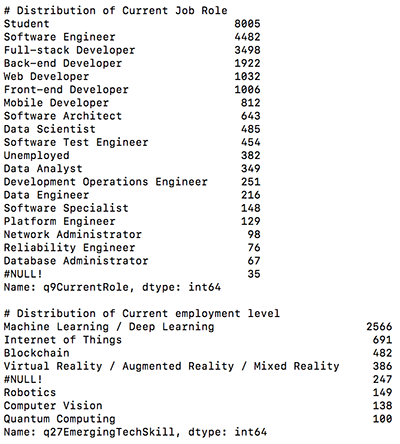 # Distribution of Current Job Role
Student 8005
Software Engineer 4482
Full-stack Developer 3498
Back-end Developer 1922
Web Developer 1032
Front-end Developer 1006
Mobile Developer 812
Software Architect 643
Data Scientist 485
Software Test Engineer 454
Unemployed 382
Data Analyst 349
Development Operations Engineer 251
Data Engineer 216
Software Specialist 148
Platform Engineer 129
Network Administrator 98
Reliability Engineer 76
Database Administrator 67
#NULL! 35
Name: q9CurrentRole, dtype: int64
# Distribution of Current employment level
Machine Learning / Deep Learning 2566
Internet of Things 691
Blockchain 482
Virtual Reality / Augmented Reality / Mixed Reality 386
#NULL! 247
Robotics 149
Computer Vision 138
Quantum Computing 100
Name: q27EmergingTechSkill, dtype: int64